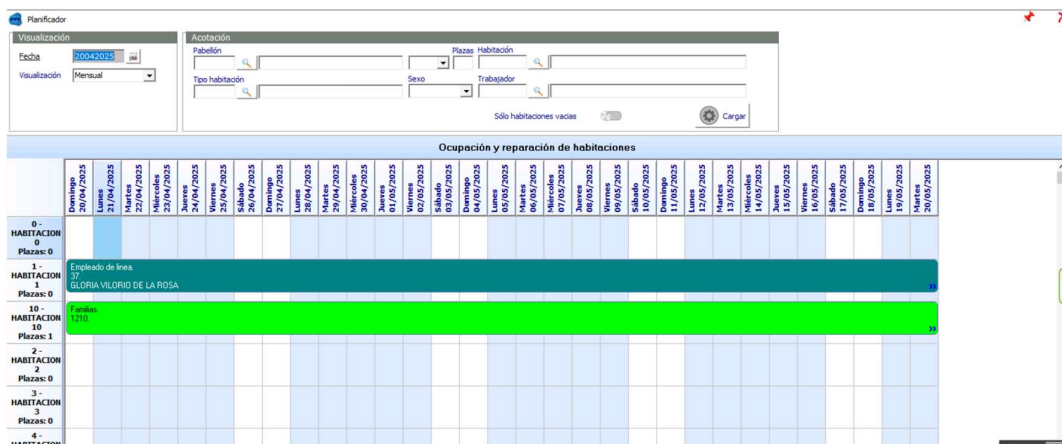 Planificador
Visualización
Fecha
20042025
Visualización
Mensual
Acotación
Pabellón
Plazas
Habitación
Tipo habitación
Sexo
Trabajador
Sólo habitaciones vacias
Cargar
Ocupación y reparación de habitaciones
Domingo
20/04/2025
Lunes
21/04/2025
Martes
22/04/2025
Miércoles
23/04/2025
Jueves
24/04/2025
Viernes
25/04/2025
Sábado
26/04/2025
Domingo
27/04/2025
Lunes
28/04/2025
Martes
29/04/2025
Miércoles
30/04/2025
Jueves
01/05/2025
Viernes
02/05/2025
Sábado
03/05/2025
Domingo
04/05/2025
Lunes
05/05/2025
Martes
06/05/2025
Miércoles
07/05/2025
Jueves
08/05/2025
Viernes
09/05/2025
Sábado
10/05/2025
Domingo
11/05/2025
Lunes
12/05/2025
Martes
13/05/2025
Miércoles
14/05/2025
Jueves
15/05/2025
Viernes
16/05/2025
Sábado
17/05/2025
Domingo
18/05/2025
Lunes
19/05/2025
Martes
20/05/2025
0 -
HABITACION
0
Plazas: 0
1 -
HABITACION
1
Plazas: 0
Empleado de linea.
37.
GLORIA VILORIO DE LA ROSA
10 -
HABITACION
10
Plazas: 1
Familias.
1210.
2 -
HABITACION
2
Plazas: 0
3 -
HABITACION
3
Plazas: 0
4 -
HABITACION